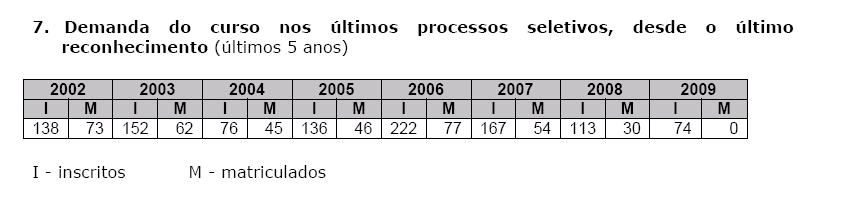 7. Demanda do curso nos últimos processos seletivos, desde o último
reconhecimento (últimos 5 anos)
2002 2003 2004 2005 2006 2007 2008 2009
I M I M I M I M I M I M I M I M
138 73 152 62 76 45 136 46 222 77 167 54 113 30 74 0
I - inscritos M - matriculados